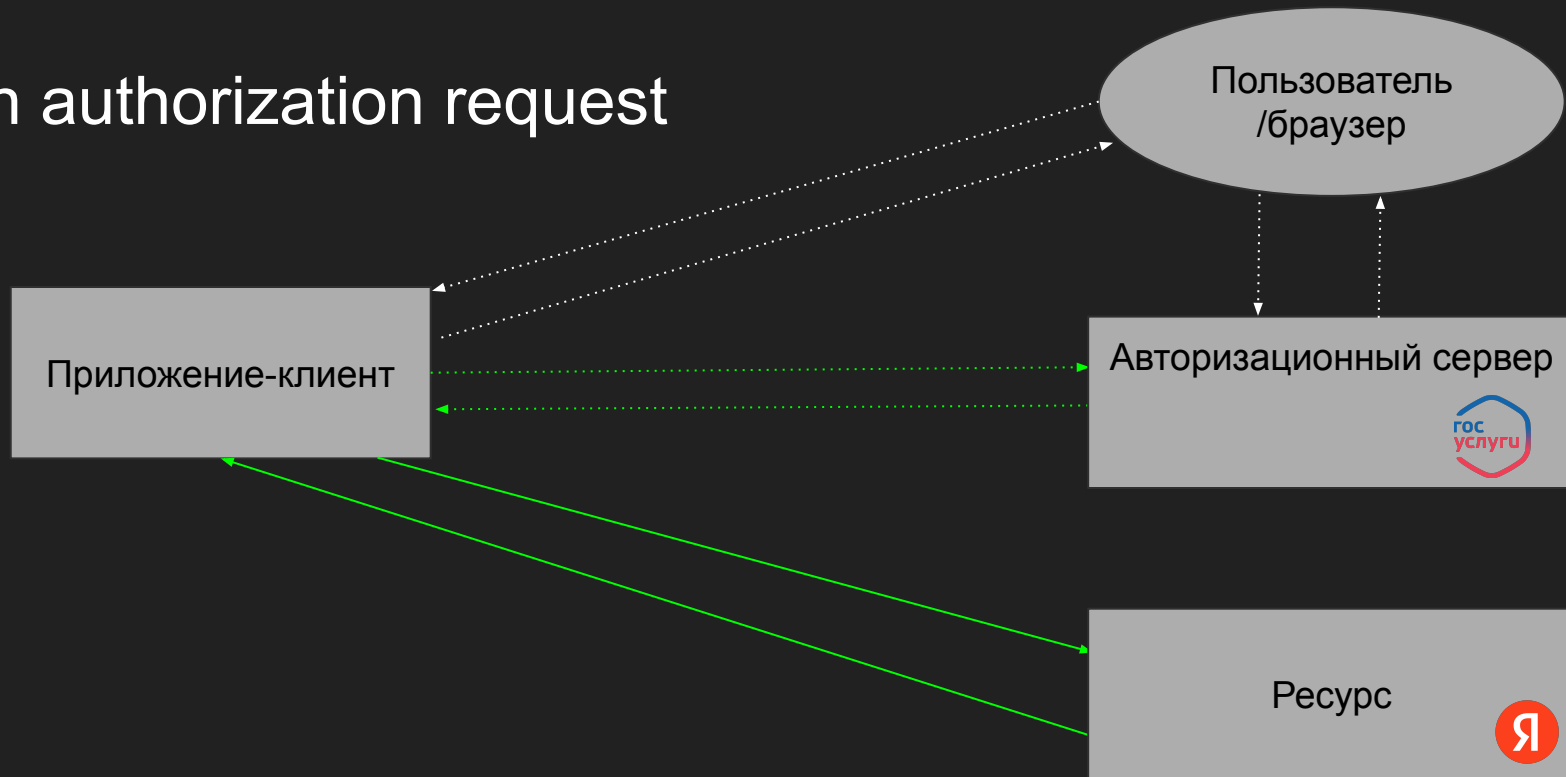 n authorization request
Пользователь
/браузер
Приложение-клиент
Авторизационный сервер
гос
услуги
Ресурс
Я